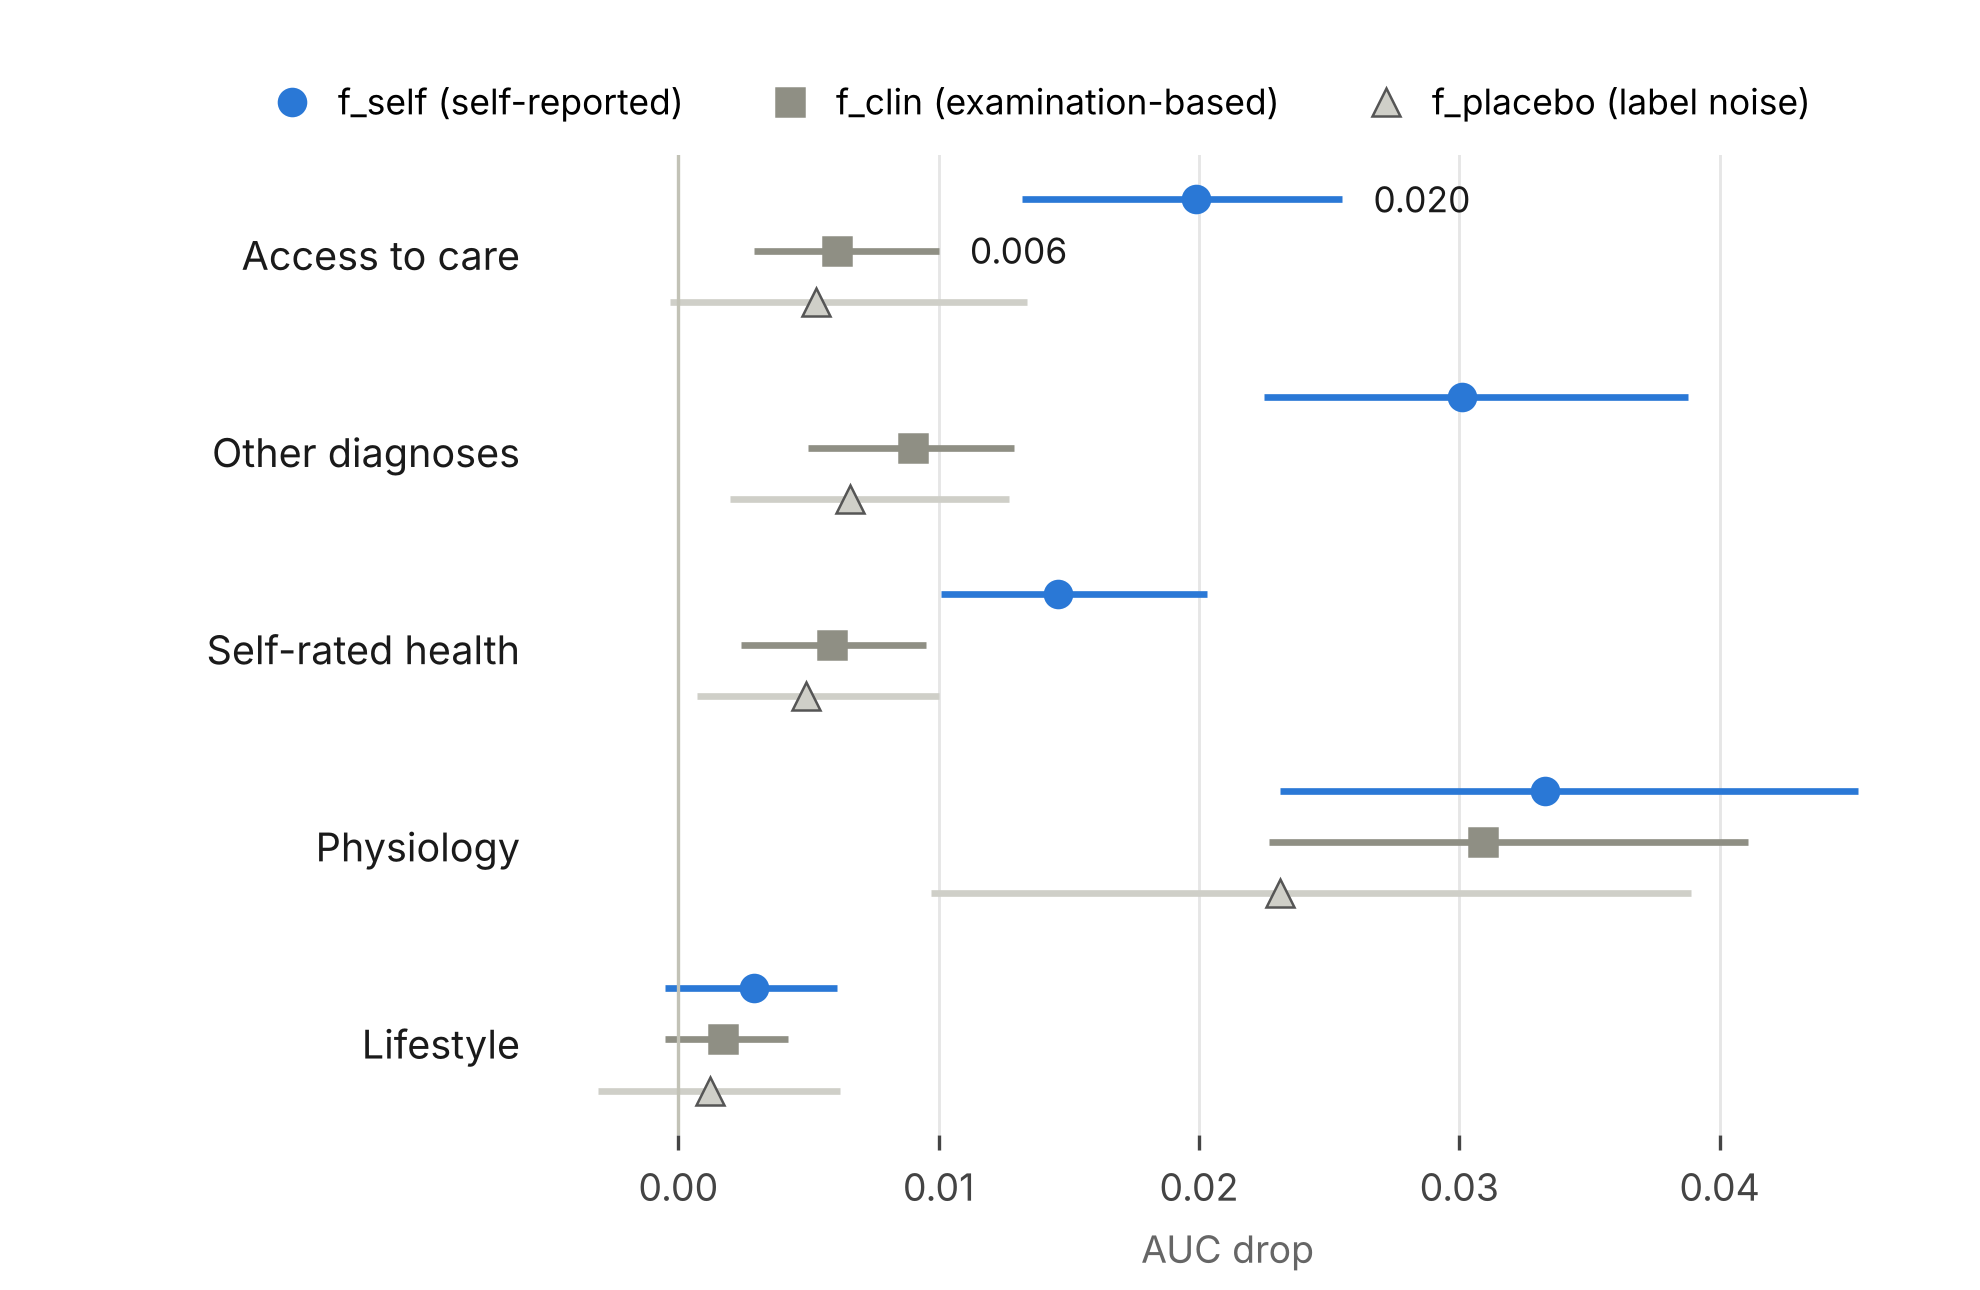 f_self (self-reported) f_clin (examination-based) f_placebo (label noise)
0.020
Access to care 0.006
Other diagnoses
Self-rated health
Physiology
Lifestyle
0.00 0.01 0.02 0.03 0.04
AUC drop